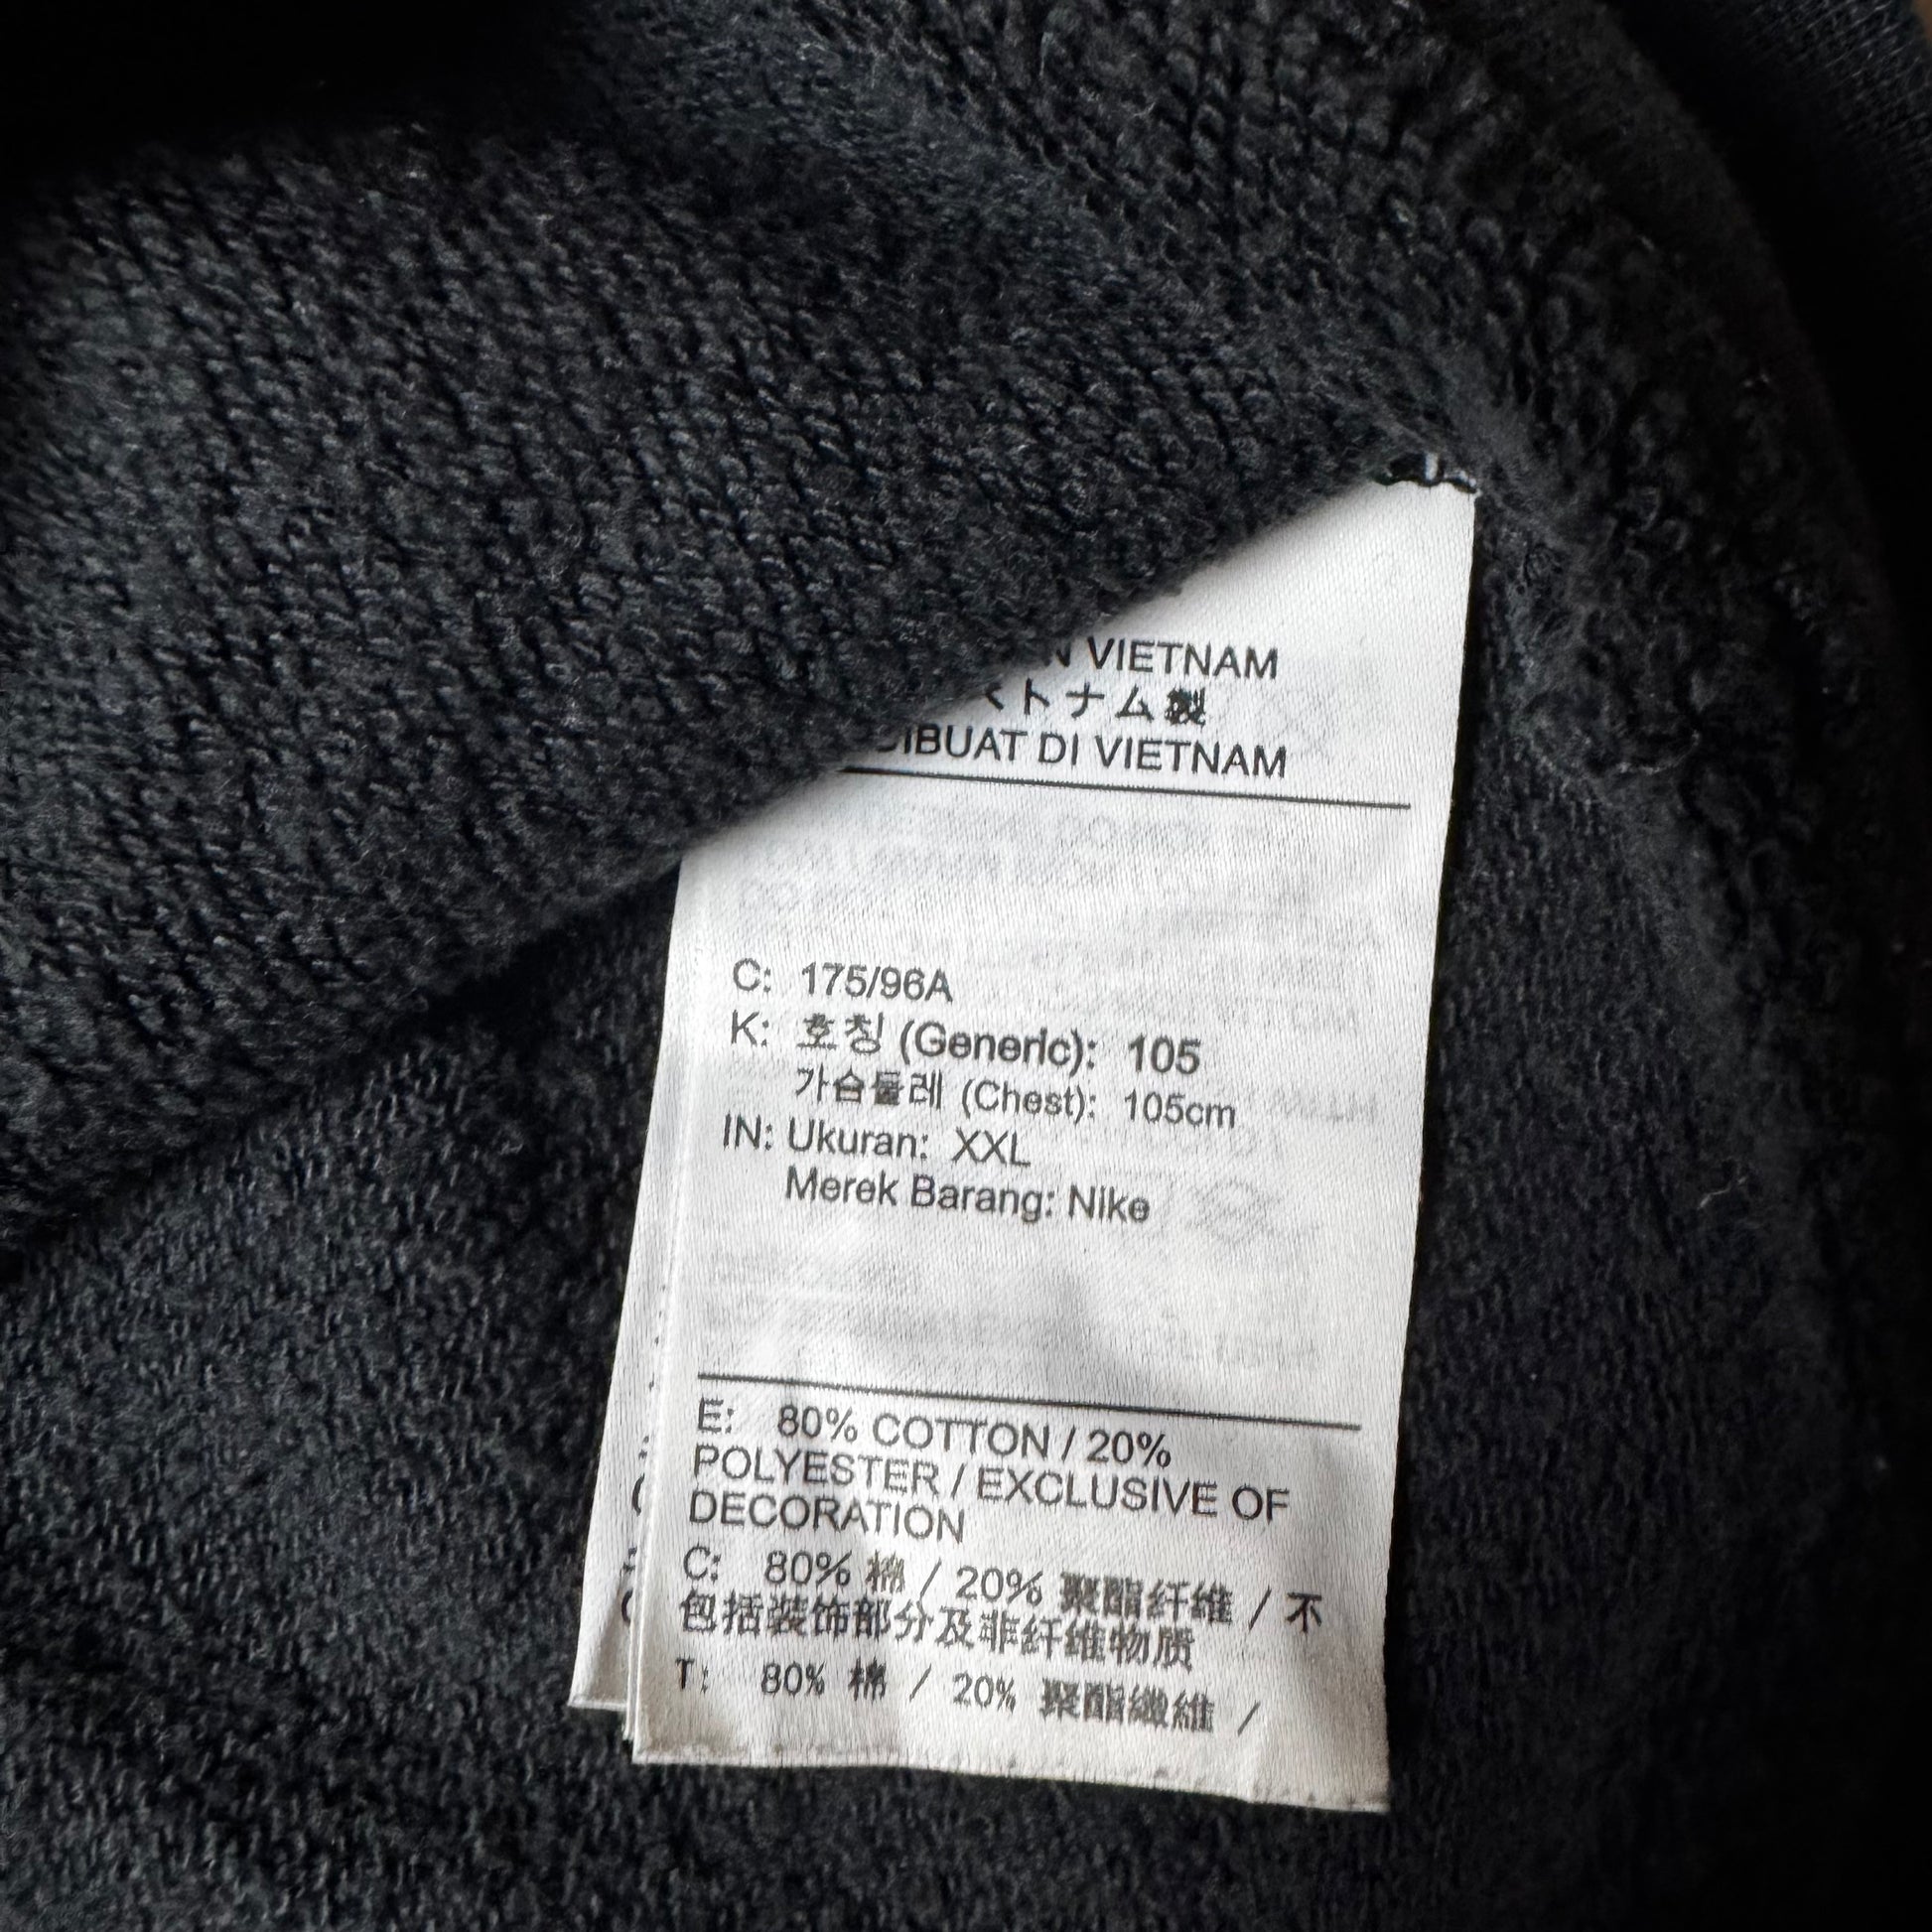 VIETNAM
トナム製
DIBUAT DI VIETNAM
C: 175/96A
K: 호칭 (Generic): 105
가슴둘레 (Chest): 105cm
IN: Ukuran: XXL
Merek Barang: Nike
E: 80% COTTON / 20%
POLYESTER / EXCLUSIVE OF
DECORATION
C: 80% 棉 / 20% 聚酯纤维 / 不
包括装饰部分及非纤维物质
T: 80% 棉 / 20% 聚酯纖維 /